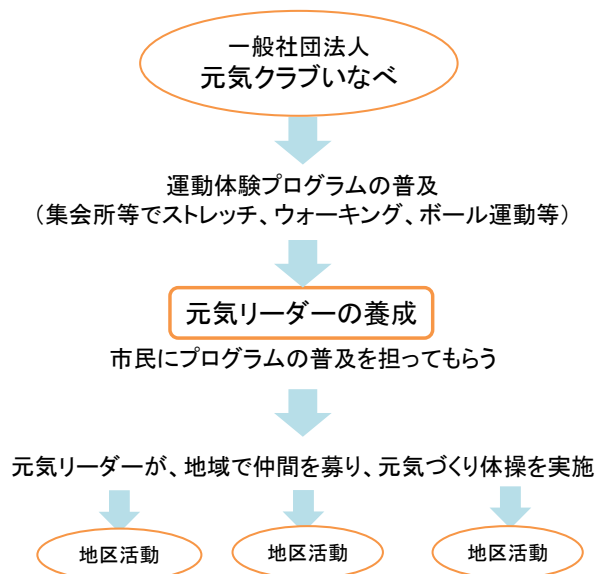 一般社団法人
元気クラブいなべ
運動体験プログラムの普及
（集会所等でストレッチ、ウォーキング、ボール運動等）
元気リーダーの養成
市民にプログラムの普及を担ってもらう
元気リーダーが、地域で仲間を募り、元気づくり体操を実施
地区活動
地区活動
地区活動